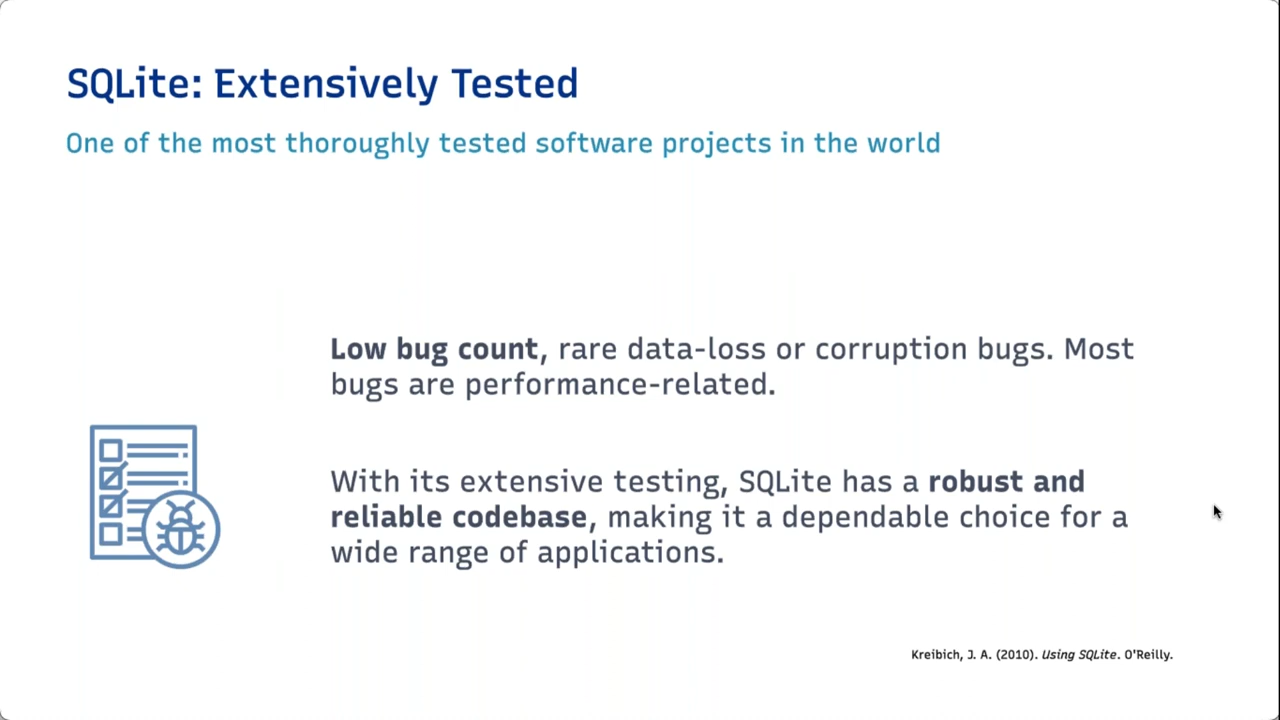 SQLite: Extensively Tested
One of the most thoroughly tested software projects in the world
Low bug count, rare data-loss or corruption bugs. Most
bugs are performance-related.
With its extensive testing, SQLite has a robust and
reliable codebase, making it a dependable choice for a
wide range of applications.
Kreibich, J. A. (2010). Using SQLite. O'Reilly.